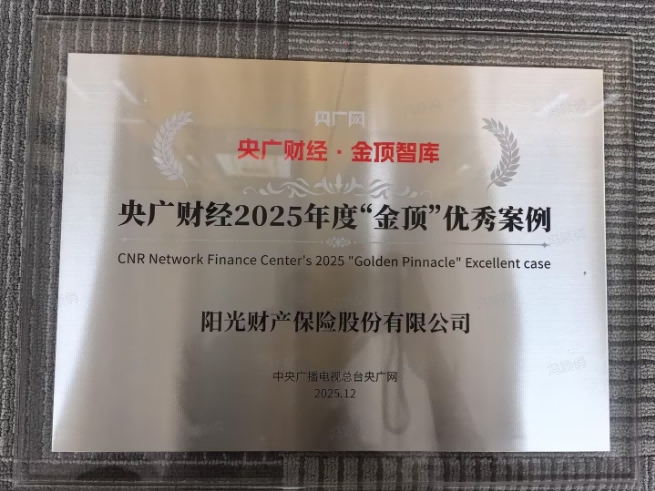 央广网
央广财经·金顶智库
央广财经2025年度“金顶”优秀案例
CNR Network Finance Center's 2025 "Golden Pinnacle" Excellent case
阳光财产保险股份有限公司
中央广播电视总台央广网
2025.12